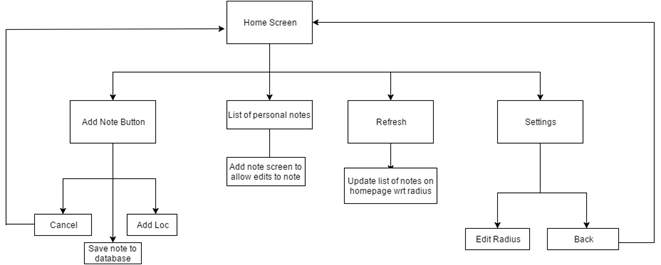 Home Screen
Add Note Button
List of personal notes
Refresh
Settings
Add note screen to
allow edits to note
Update list of notes on
homepage wrt radius
Cancel
Add Loc
Save note to
database
Edit Radius
Back